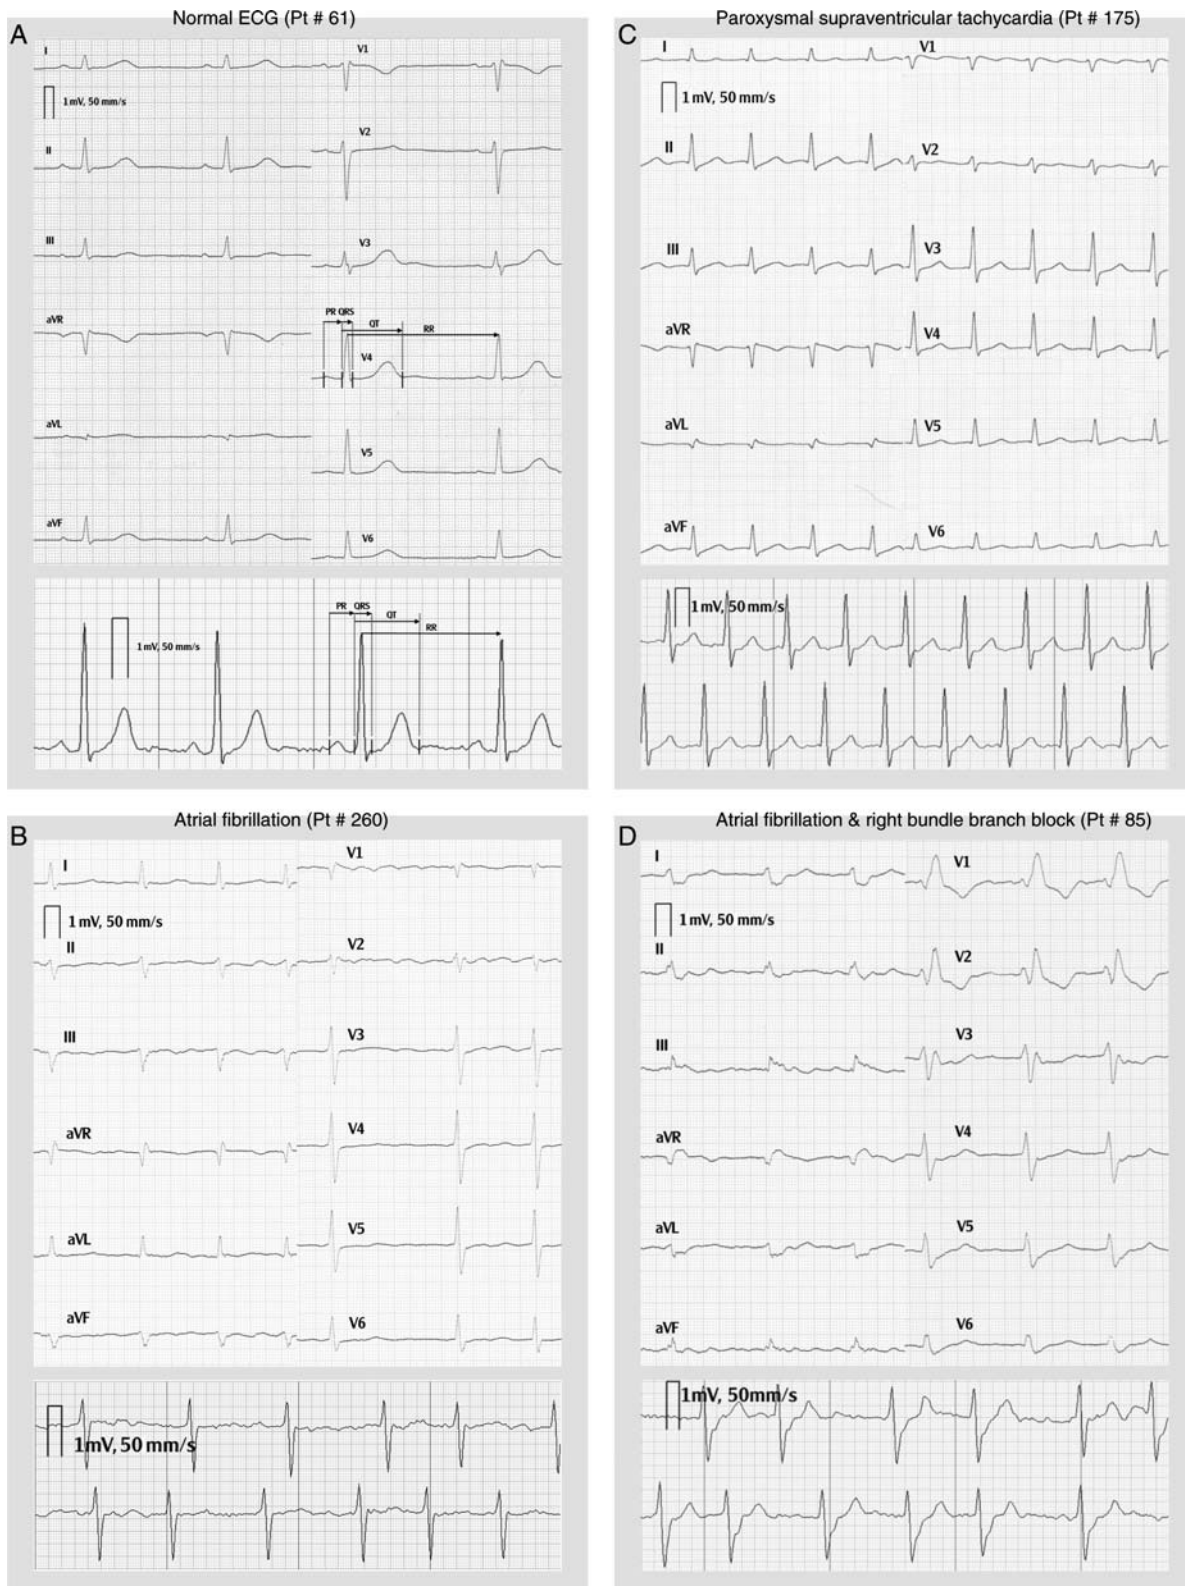 A
Normal ECG (Pt # 61)
I
V1
1 mV, 50 mm/s
II
V2
III
V3
aVR
PR QRS
QT
RR
V4
aVL
V5
aVF
V6
1 mV, 50 mm/s
PR QRS
QT
RR
C
Paroxysmal supraventricular tachycardia (Pt # 175)
I
V1
1 mV, 50 mm/s
II
V2
III
V3
aVR
V4
aVL
V5
aVF
V6
1 mV, 50 mm/s
B
Atrial fibrillation (Pt # 260)
I
V1
1 mV, 50 mm/s
II
V2
III
V3
aVR
V4
aVL
V5
aVF
V6
1 mV, 50 mm/s
D
Atrial fibrillation & right bundle branch block (Pt # 85)
I
V1
1 mV, 50 mm/s
II
V2
III
V3
aVR
V4
aVL
V5
aVF
V6
1mV, 50mm/s